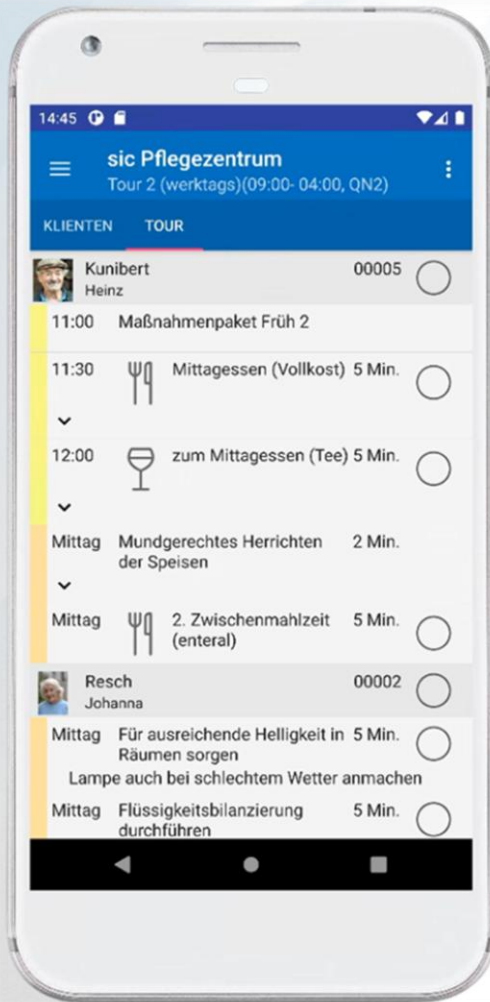 14:45
sic Pflegezentrum
Tour 2 (werktags)(09:00- 04:00, QN2)
KLIENTEN TOUR
Kunibert 00005
Heinz
11:00 Maßnahmenpaket Früh 2
11:30 Mittagessen (Vollkost) 5 Min.
12:00 zum Mittagessen (Tee) 5 Min.
Mittag Mundgerechtes Herrichten 2 Min.
der Speisen
Mittag 2. Zwischenmahlzeit 5 Min.
(enteral)
Resch 00002
Johanna
Mittag Für ausreichende Helligkeit in 5 Min.
Räumen sorgen
Lampe auch bei schlechtem Wetter anmachen
Mittag Flüssigkeitsbilanzierung 5 Min.
durchführen